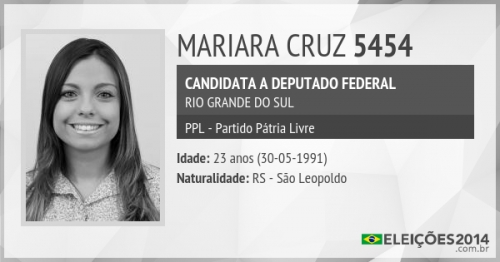 MARIARA CRUZ 5454
CANDIDATA A DEPUTADO FEDERAL
RIO GRANDE DO SUL
PPL - Partido Pátria Livre
Idade: 23 anos (30-05-1991)
Naturalidade: RS - São Leopoldo
ELEIÇÕES2014
.com.br